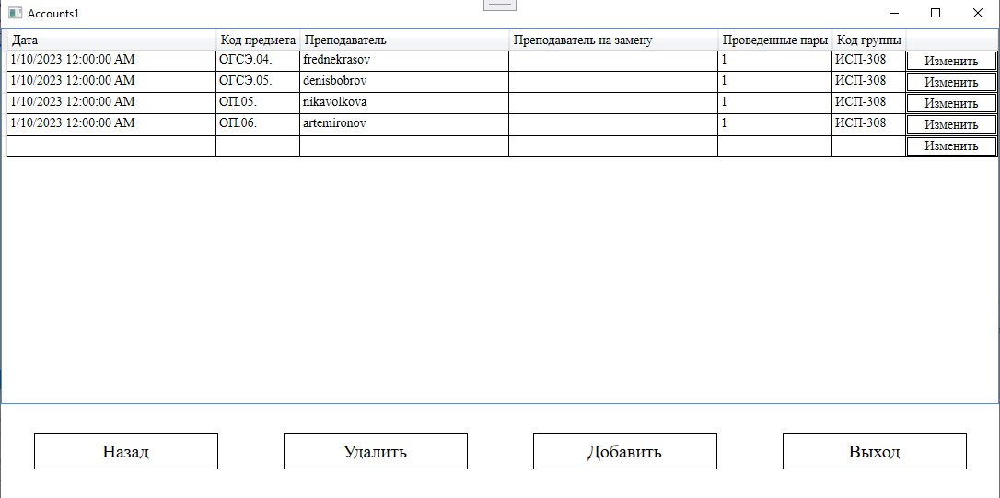 Accounts1
Дата Код предмета Преподаватель Преподаватель на замену Проведенные пары Код группы
1/10/2023 12:00:00 AM ОГСЭ.04. frednekrasov 1 ИСП-308 Изменить
1/10/2023 12:00:00 AM ОГСЭ.05. denisbobrov 1 ИСП-308 Изменить
1/10/2023 12:00:00 AM ОП.05. nikavolkova 1 ИСП-308 Изменить
1/10/2023 12:00:00 AM ОП.06. artemironov 1 ИСП-308 Изменить
Изменить
Назад Удалить Добавить Выход